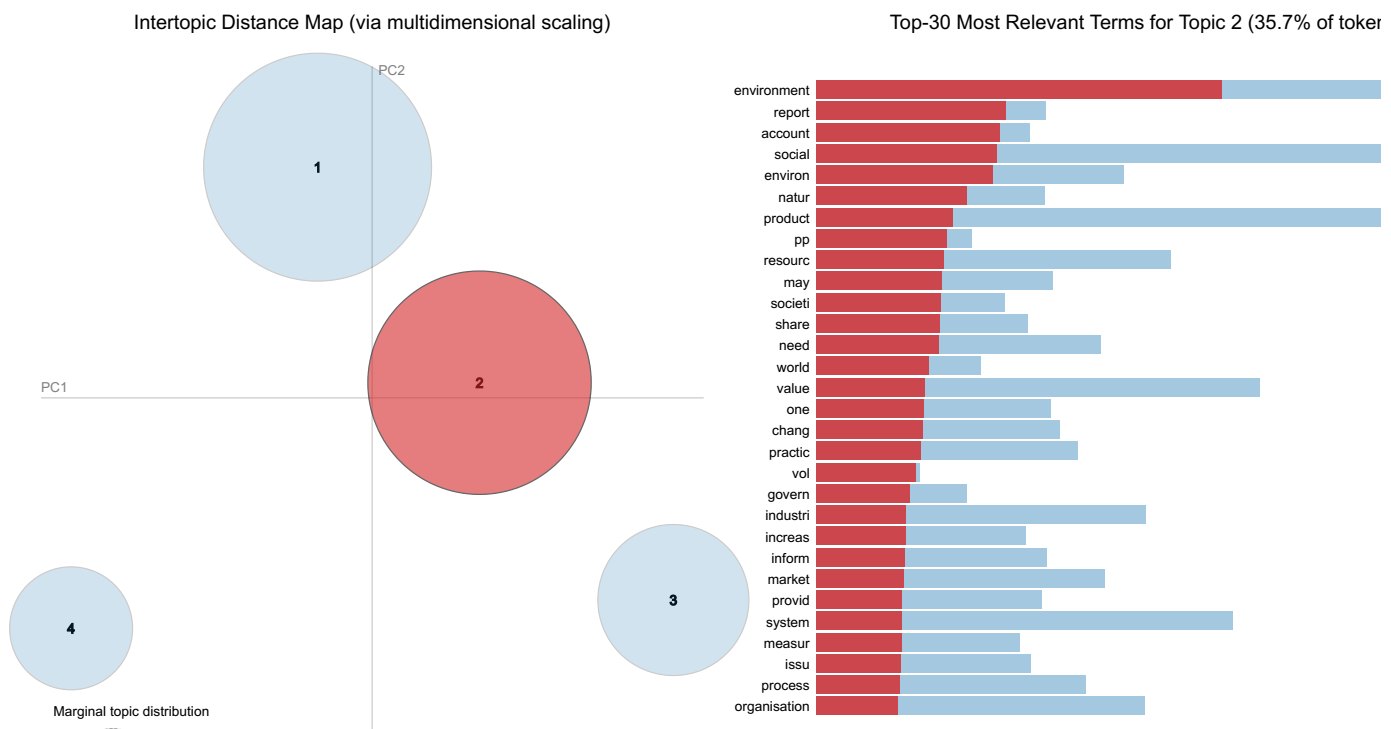 Intertopic Distance Map (via multidimensional scaling)
PC2
1
2
PC1
3
4
Marginal topic distribution
Top-30 Most Relevant Terms for Topic 2 (35.7% of token
environment
report
account
social
environ
natur
product
pp
resourc
may
societi
share
need
world
value
one
chang
practic
vol
govern
industri
increas
inform
market
provid
system
measur
issu
process
organisation